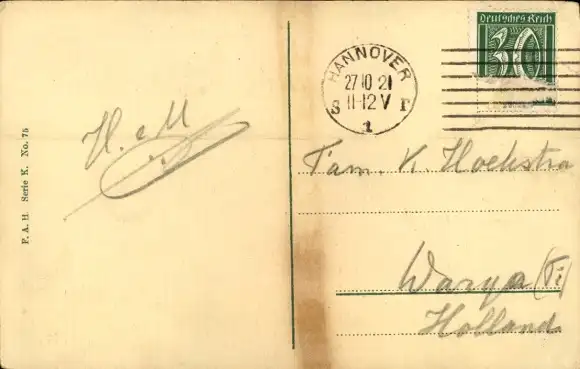 Deutsches Reich
30
HANNOVER
27 10 21
11-12 V
S 1 r
H. e M
Fam. K. Hoekstra
Warga (Fr)
Holland
P. A. H. Serie K. No. 75